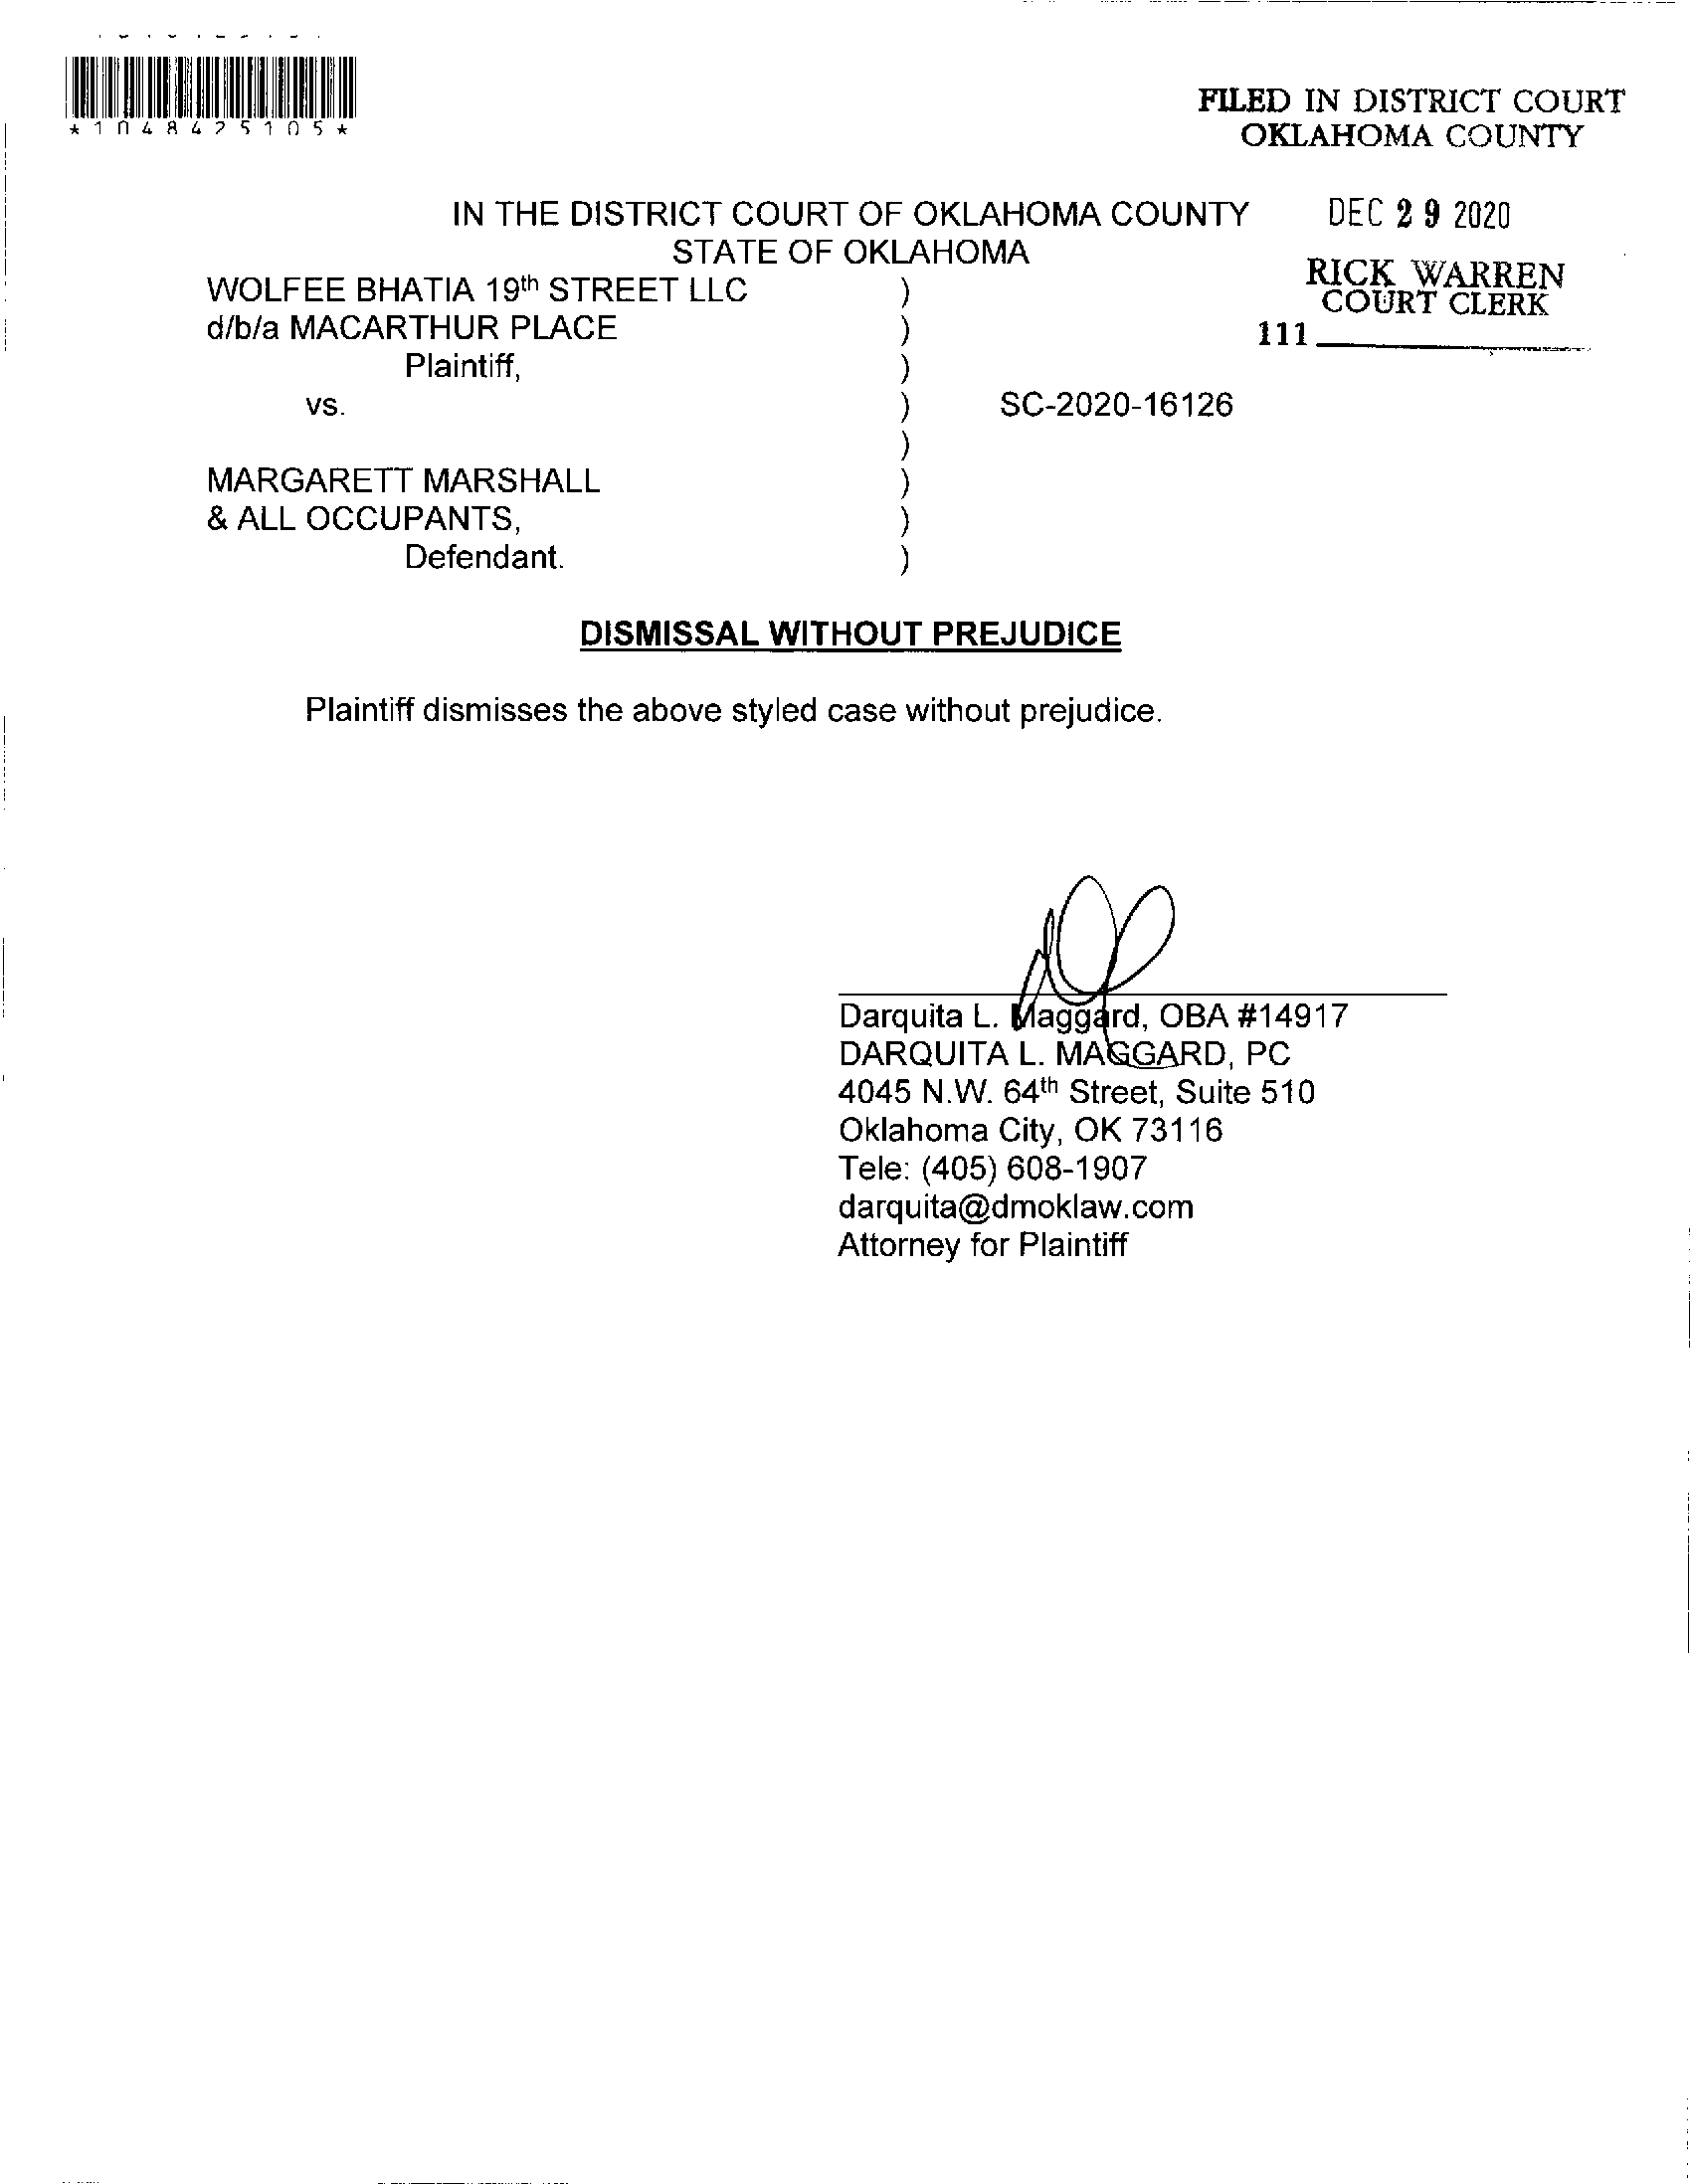 *1048425105*
FILED IN DISTRICT COURT
OKLAHOMA COUNTY
IN THE DISTRICT COURT OF OKLAHOMA COUNTY
DEC 29 2020
STATE OF OKLAHOMA
RICK WARREN
COURT CLERK
111
WOLFEE BHATIA 19th STREET LLC )
d/b/a MACARTHUR PLACE )
Plaintiff, )
vs. ) SC-2020-16126
)
MARGARETT MARSHALL )
& ALL OCCUPANTS, )
Defendant. )
DISMISSAL WITHOUT PREJUDICE
Plaintiff dismisses the above styled case without prejudice.
Darquita L. Maggard, OBA #14917
DARQUITA L. MAGGARD, PC
4045 N.W. 64th Street, Suite 510
Oklahoma City, OK 73116
Tele: (405) 608-1907
darquita@dmoklaw.com
Attorney for Plaintiff